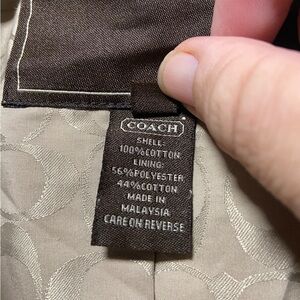 COACH
SHELL:
100%COTTON
LINING:
56%POLYESTER
44%COTTON
MADE IN
MALAYSIA
CARE ON REVERSE